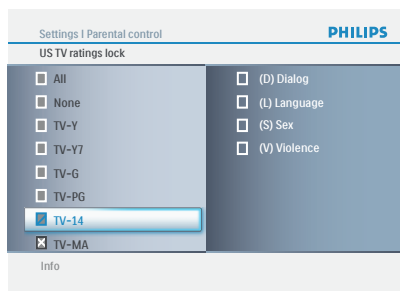 Settings | Parental control
PHILIPS
US TV ratings lock
All
None
TV-Y
TV-Y7
TV-G
TV-PG
TV-14
TV-MA
(D) Dialog
(L) Language
(S) Sex
(V) Violence
Info